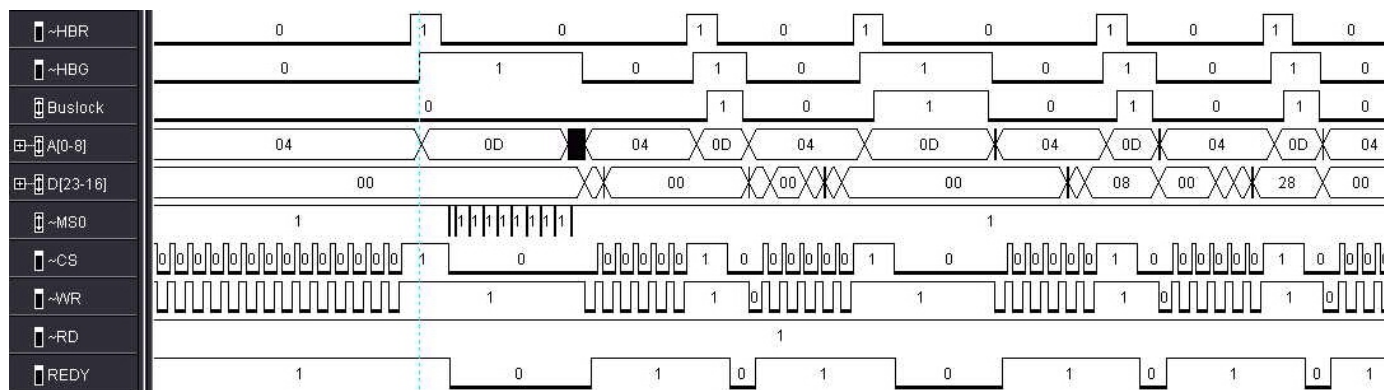 ~HBR 0 1 0 1 0 1 0 1 0 1 0
~HBG 0 1 0 1 0 1 0 1 0 1 0
Buslock 0 1 0 1 0 1 0 1 0
A[0-8] 04 0D 04 0D 04 0D 04 0D 04 0D 04
D[23-16] 00 00 00 00 08 00 28 00
~MS0 1 1 1 1 1 1 1 1 1 1
~CS 0 0 0 0 0 0 0 0 0 0 0 0 0 1 0 0 0 0 0 0 1 0 0 0 0 0 0 1 0 0 0 0 0 0 1 0 0 0 0 0 0 1 0 0 0
~WR 1 1 0 1 1 0 1 0
~RD 1
REDY 1 0 1 0 1 0 1 0 1 0 1